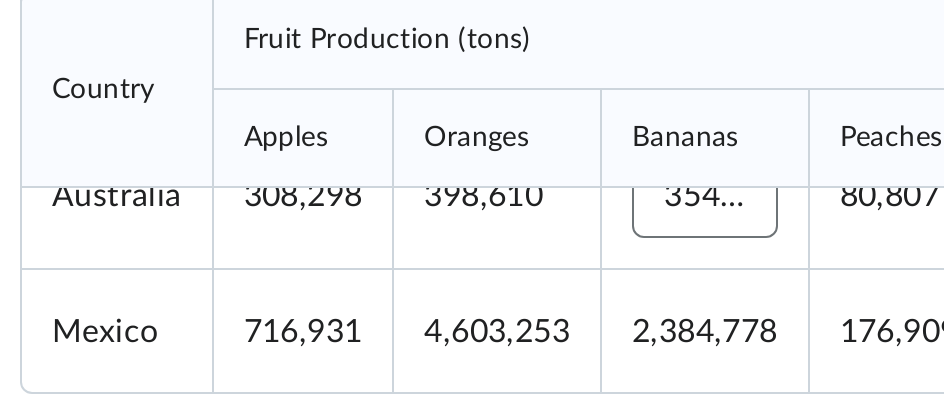 Fruit Production (tons)
Country
Apples Oranges Bananas Peaches
Australia 308,298 398,610 354... 80,807
Mexico 716,931 4,603,253 2,384,778